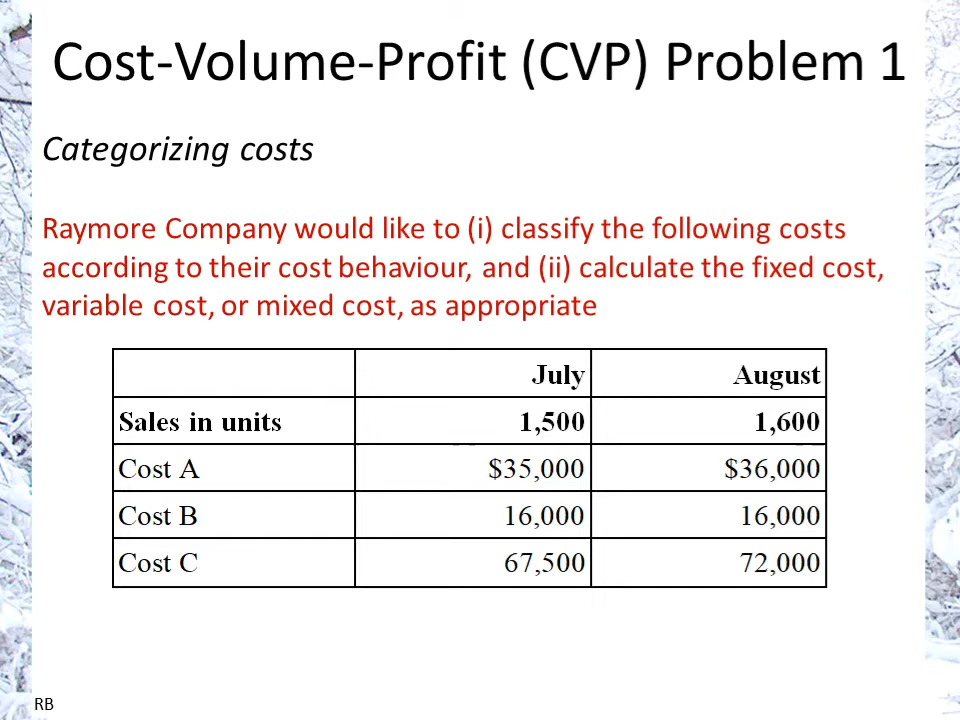 Cost-Volume-Profit (CVP) Problem 1
Categorizing costs
Raymore Company would like to (i) classify the following costs
according to their cost behaviour, and (ii) calculate the fixed cost,
variable cost, or mixed cost, as appropriate
July August
Sales in units 1,500 1,600
Cost A $35,000 $36,000
Cost B 16,000 16,000
Cost C 67,500 72,000
RB